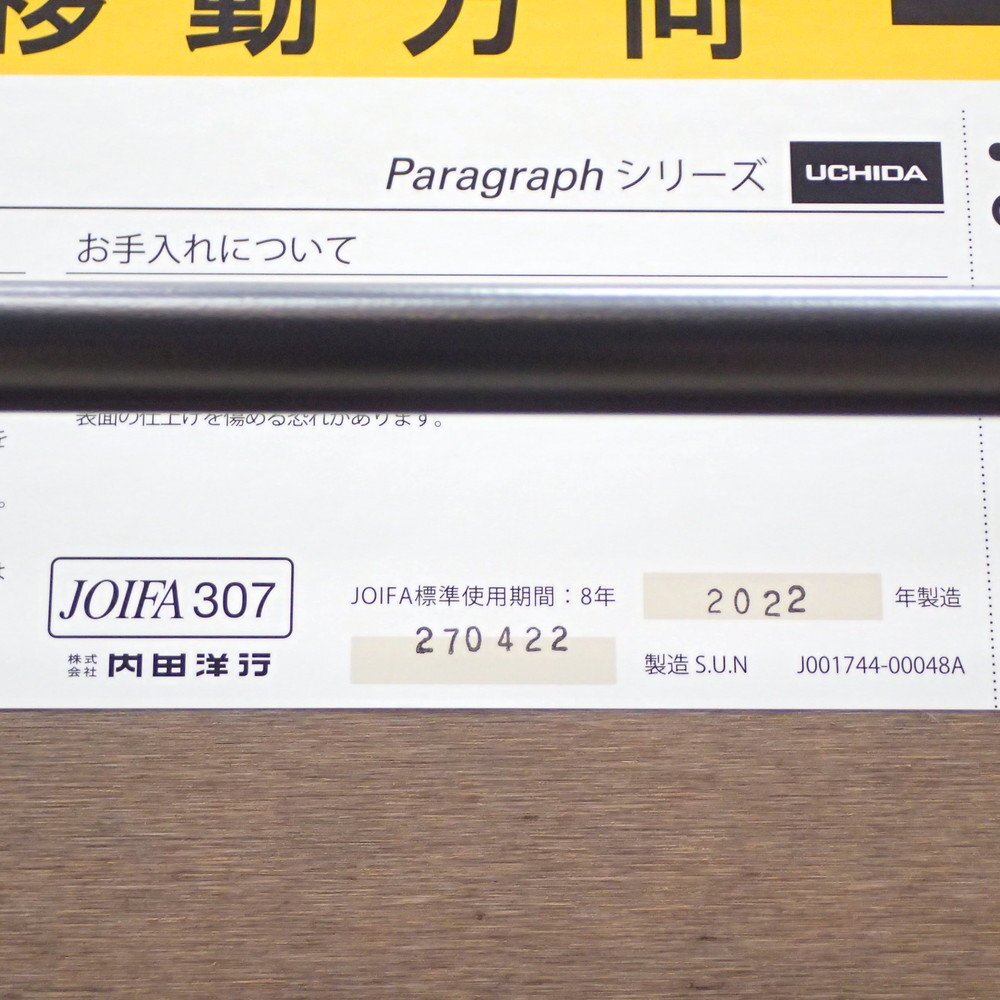 移動方向
Paragraph シリーズ UCHIDA
お手入れについて
表面の仕上げを傷める恐れがあります。
を
。
は
JOIFA 307
JOIFA標準使用期間：8年
2022 年製造
270422
株式会社 内田洋行
製造 S.U.N J001744-00048A